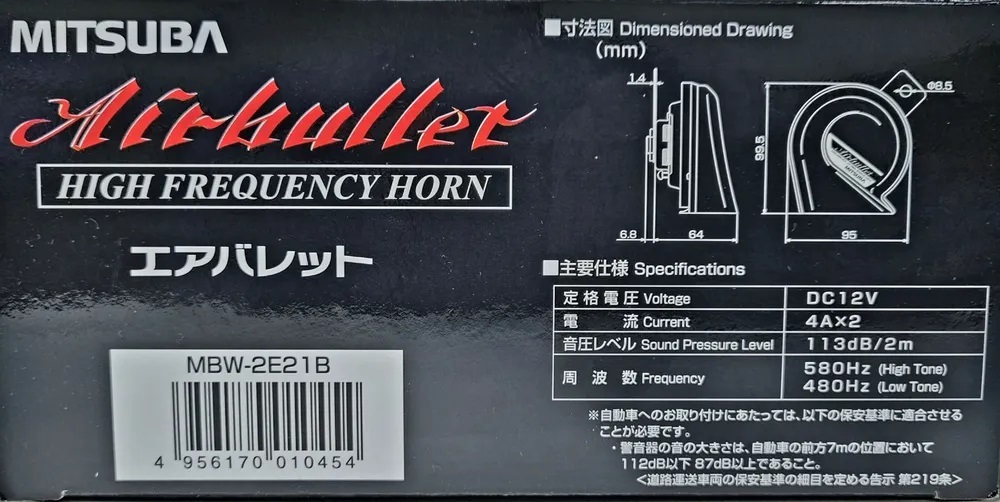 MITSUBA
Airbullet
HIGH FREQUENCY HORN
エアバレット
MBW-2E21B
4 956170 010454
■寸法図 Dimensioned Drawing
(mm)
1.4
Φ8.5
99.5
Airbullet
MITSUBA
6.8
64
95
■主要仕様 Specifications
定格電圧 Voltage DC12V
電流 Current 4A×2
音圧レベル Sound Pressure Level 113dB/2m
周波数 Frequency 580Hz (High Tone)
480Hz (Low Tone)
※自動車へのお取り付けにあたっては、以下の保安基準に適合させる
ことが必要です。
・警音器の音の大きさは、自動車の前方7mの位置において
112dB以下 87dB以上であること。
<道路運送車両の保安基準の細目を定める告示 第219条>